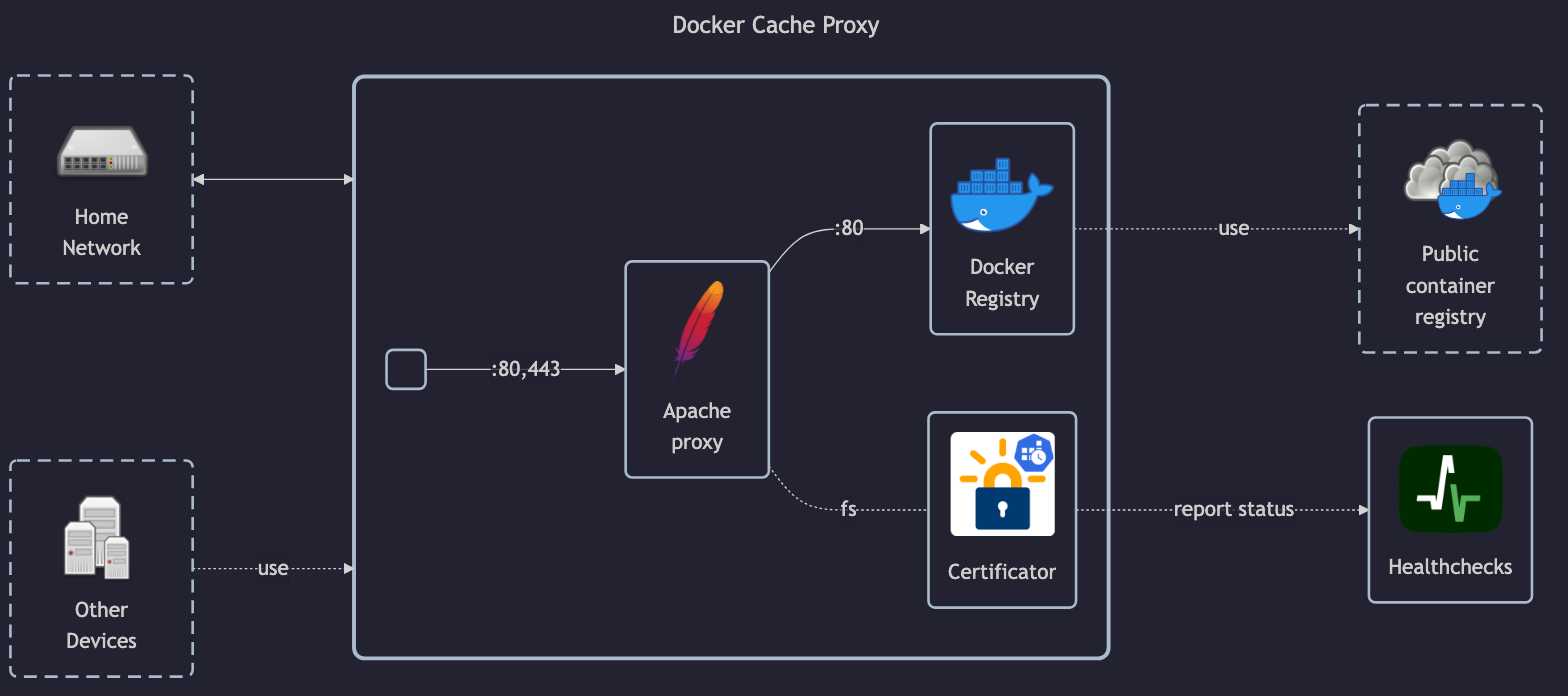 Docker Cache Proxy
Home
Network
Other
Devices
use
:80,443
Apache
proxy
:80
fs
Docker
Registry
Certificator
use
report status
Public
container
registry
Healthchecks